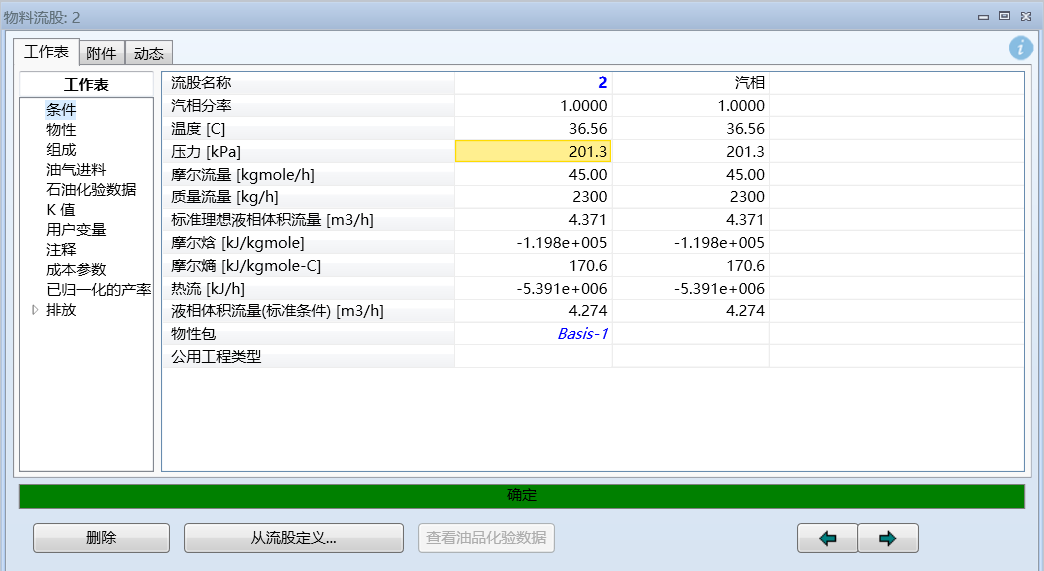 物料流股: 2
工作表 附件 动态
工作表
条件
物性
组成
油气进料
石油化验数据
K 值
用户变量
注释
成本参数
已归一化的产率
排放
流股名称 2 汽相
汽相分率 1.0000 1.0000
温度 [C] 36.56 36.56
压力 [kPa] 201.3 201.3
摩尔流量 [kgmole/h] 45.00 45.00
质量流量 [kg/h] 2300 2300
标准理想液相体积流量 [m3/h] 4.371 4.371
摩尔焓 [kJ/kgmole] -1.198e+005 -1.198e+005
摩尔熵 [kJ/kgmole-C] 170.6 170.6
热流 [kJ/h] -5.391e+006 -5.391e+006
液相体积流量(标准条件) [m3/h] 4.274 4.274
物性包 Basis-1
公用工程类型
确定
删除 从流股定义... 查看油品化验数据